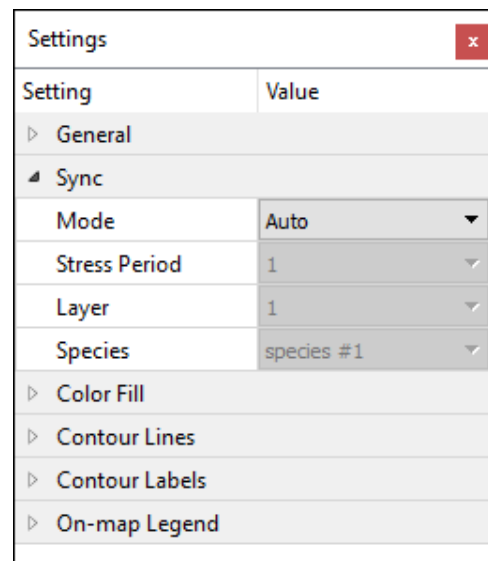 Settings
x
Setting Value
General
Sync
Mode Auto
Stress Period 1
Layer 1
Species species #1
Color Fill
Contour Lines
Contour Labels
On-map Legend